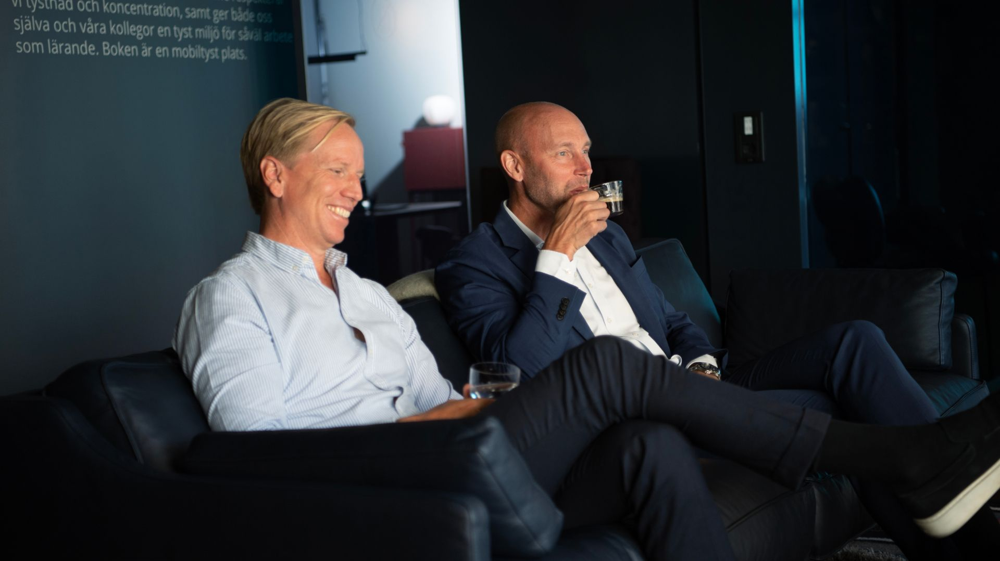 vi tystnad och koncentration, samt ger både oss
själva och våra kollegor en tyst miljö för såväl arbete
som lärande. Boken är en mobiltyst plats.